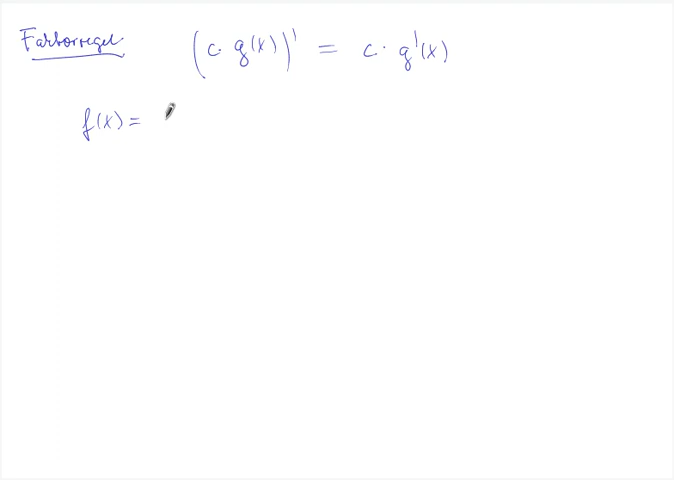 Faktorregel (c · g(x))' = c · g'(x)
f(x) =